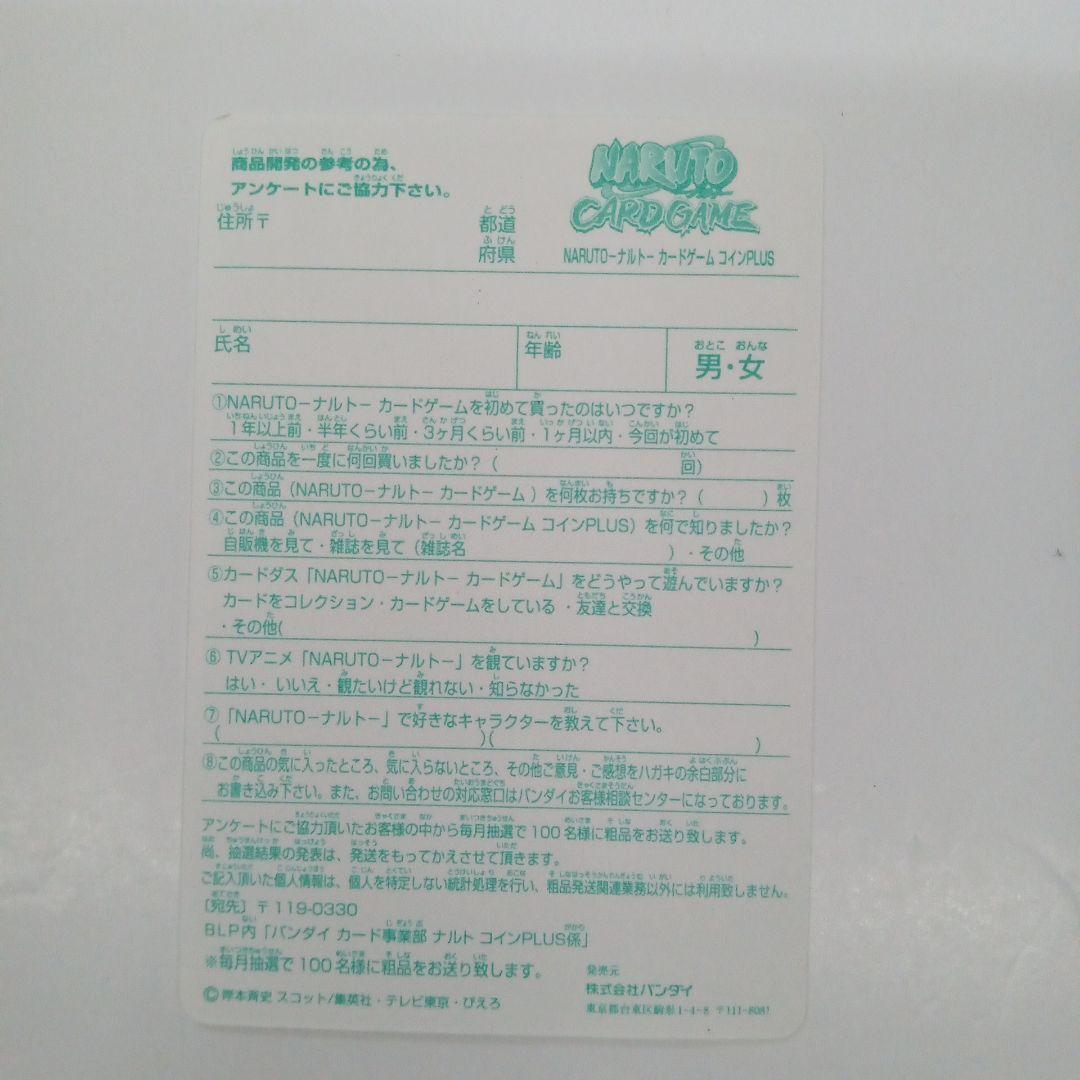 商品開発の参考の為、
アンケートにご協力下さい。
NARUTO
CARD GAME
NARUTO－ナルト－ カードゲーム コインPLUS
住所〒
都道
府県
氏名
年齢
男・女
①NARUTO－ナルト－ カードゲームを初めて買ったのはいつですか？
1年以上前・半年くらい前・3ヶ月くらい前・1ヶ月以内・今回が初めて
②この商品を一度に何回買いましたか？（ 回）
③この商品（NARUTO－ナルト－ カードゲーム ）を何枚お持ちですか？（ ）枚
④この商品（NARUTO－ナルト－ カードゲーム コインPLUS）を何で知りましたか？
自販機を見て・雑誌を見て（雑誌名 ）・その他
⑤カードダス「NARUTO－ナルト－ カードゲーム」をどうやって遊んでいますか？
カードをコレクション・カードゲームをしている ・友達と交換
・その他( )
⑥ TVアニメ「NARUTO－ナルト－」を観ていますか？
はい・ いいえ・観たいけど観れない・知らなかった
⑦「NARUTO－ナルト－」で好きなキャラクターを教えて下さい。
( )( )
⑧この商品の気に入ったところ、気に入らないところ、その他ご意見・ご感想をハガキの余白部分に
お書き込み下さい。また、お問い合わせの対応窓口はバンダイお客様相談センターになっております。
アンケートにご協力頂いたお客様の中から毎月抽選で100名様に粗品をお送り致します。
尚、抽選結果の発表は、発送をもってかえさせて頂きます。
ご記入頂いた個人情報は、個人を特定しない統計処理を行い、粗品発送関連業務以外には利用致しません。
〔宛先〕〒119-0330
BLP内「バンダイ カード事業部 ナルト コインPLUS係」
※毎月抽選で100名様に粗品をお送り致します。
©岸本斉史 スコット/集英社・テレビ東京・ぴえろ
発売元
株式会社バンダイ
東京都台東区駒形1-4-8 〒111-8081